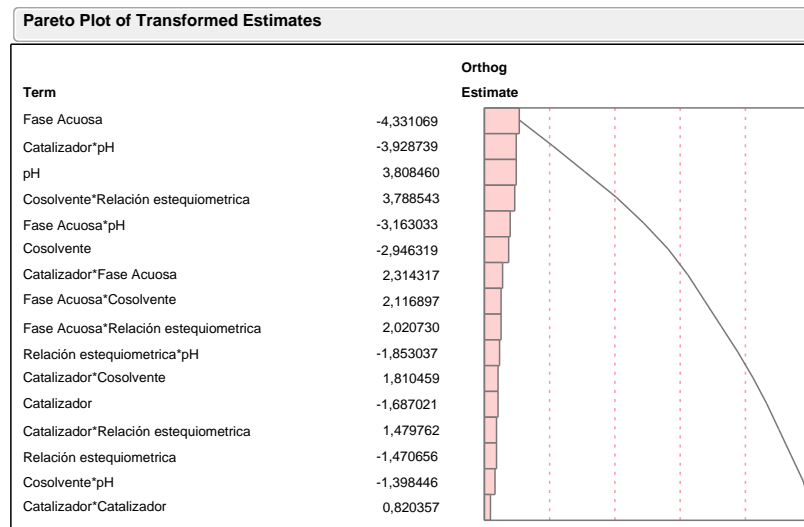 Pareto Plot of Transformed Estimates
Orthog
Term Estimate
Fase Acuosa -4,331069
Catalizador*pH -3,928739
pH 3,808460
Cosolvente*Relación estequiometrica 3,788543
Fase Acuosa*pH -3,163033
Cosolvente -2,946319
Catalizador*Fase Acuosa 2,314317
Fase Acuosa*Cosolvente 2,116897
Fase Acuosa*Relación estequiometrica 2,020730
Relación estequiometrica*pH -1,853037
Catalizador*Cosolvente 1,810459
Catalizador -1,687021
Catalizador*Relación estequiometrica 1,479762
Relación estequiometrica -1,470656
Cosolvente*pH -1,398446
Catalizador*Catalizador 0,820357